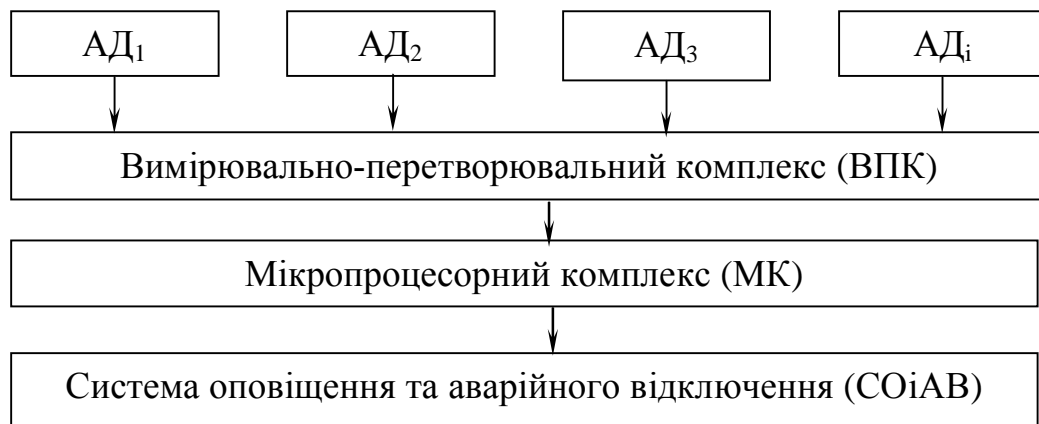 АД₁ АД₂ АД₃ АДᵢ
Вимірювально-перетворювальний комплекс (ВПК)
Мікропроцесорний комплекс (МК)
Система оповіщення та аварійного відключення (СОіАВ)